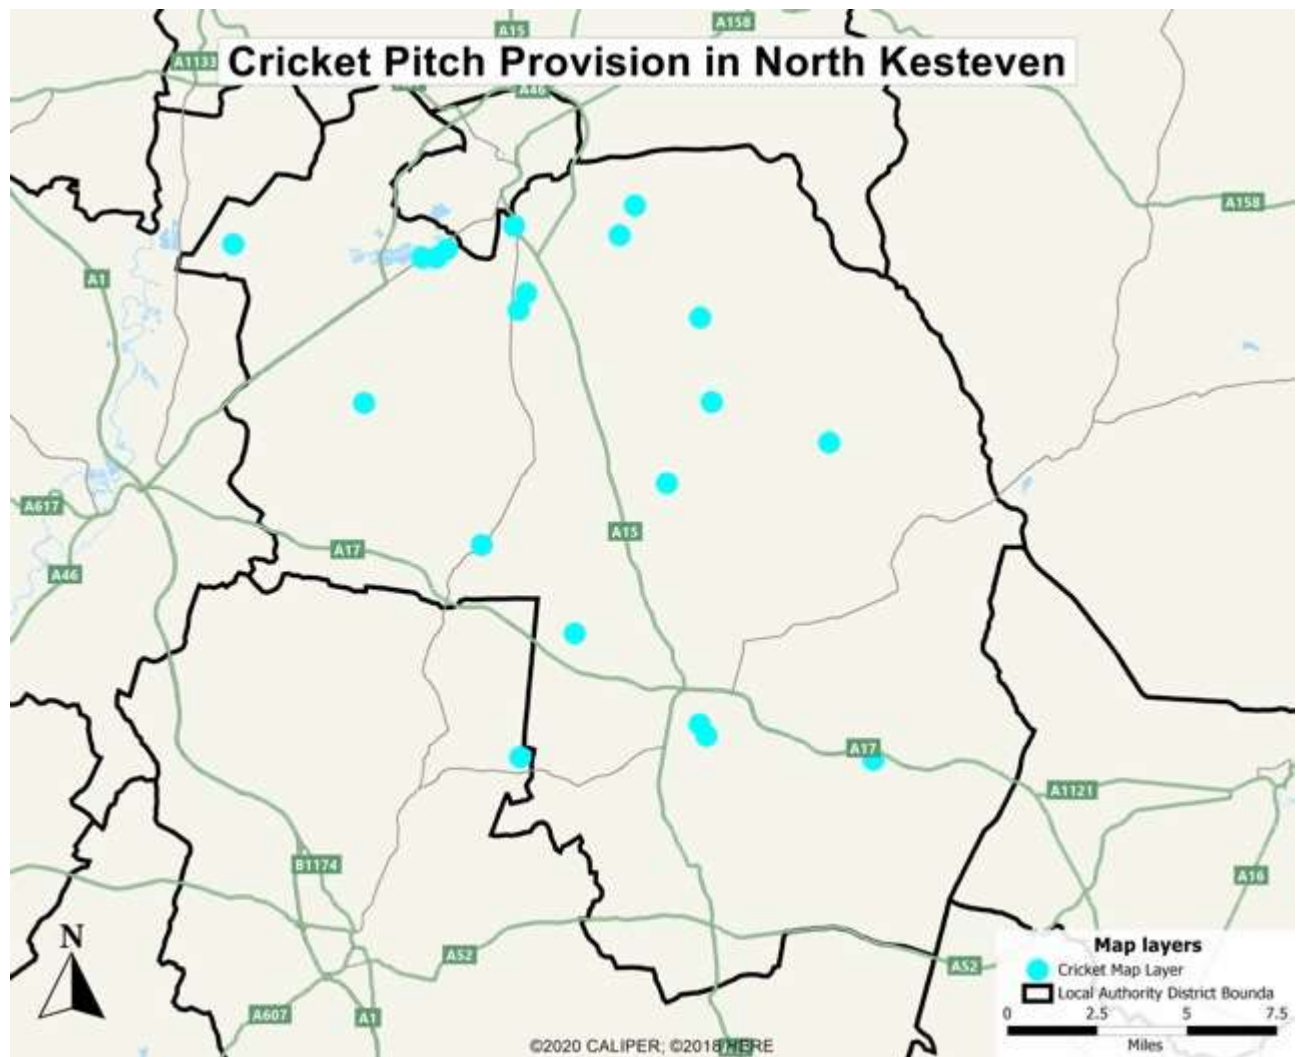 A15
A158
A1133
Cricket Pitch Provision in North Kesteven
A46
A158
A1
A617
A15
A17
A46
A17
A1121
B1174
A16
N
A52
A52
A607
A1
Map layers
Cricket Map Layer
Local Authority District Bounda
0 2.5 5 7.5
Miles
©2020 CALIPER; ©2018 HERE